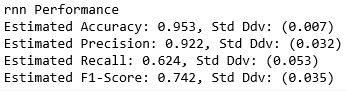 rnn Performance
Estimated Accuracy: 0.953, Std Ddv: (0.007)
Estimated Precision: 0.922, Std Ddv: (0.032)
Estimated Recall: 0.624, Std Ddv: (0.053)
Estimated F1-Score: 0.742, Std Ddv: (0.035)